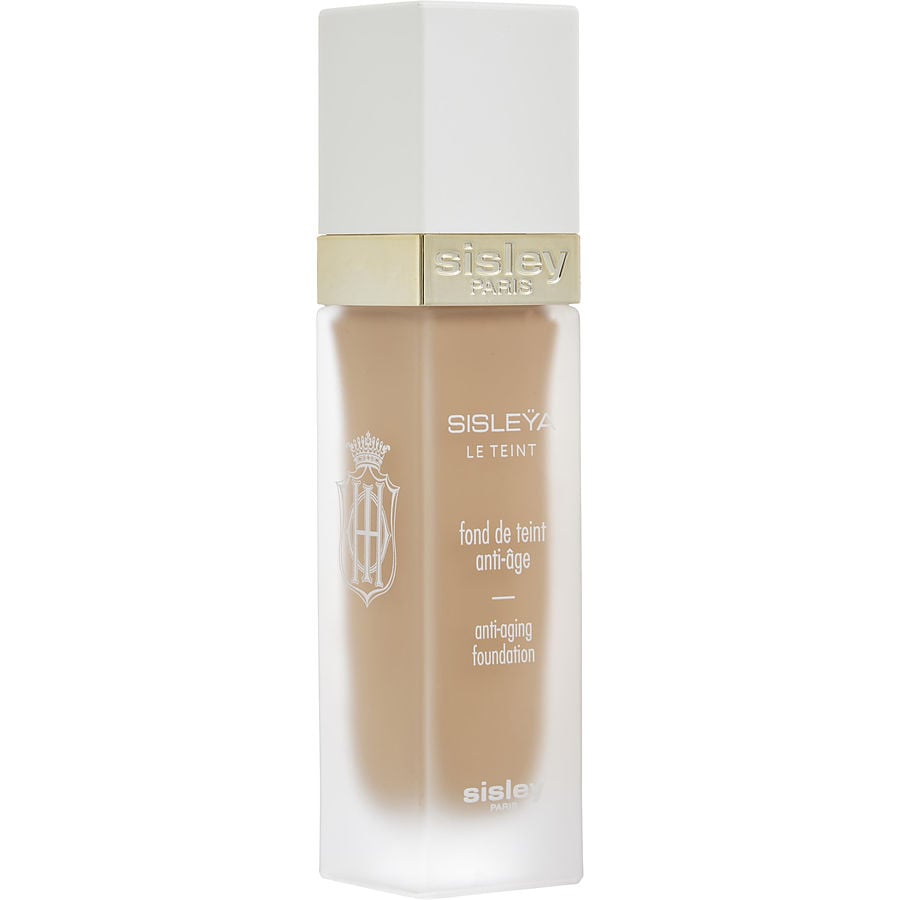 sisley
PARIS
SISLEŸA
LE TEINT
fond de teint
anti-âge
anti-aging
foundation
sisley
PARIS